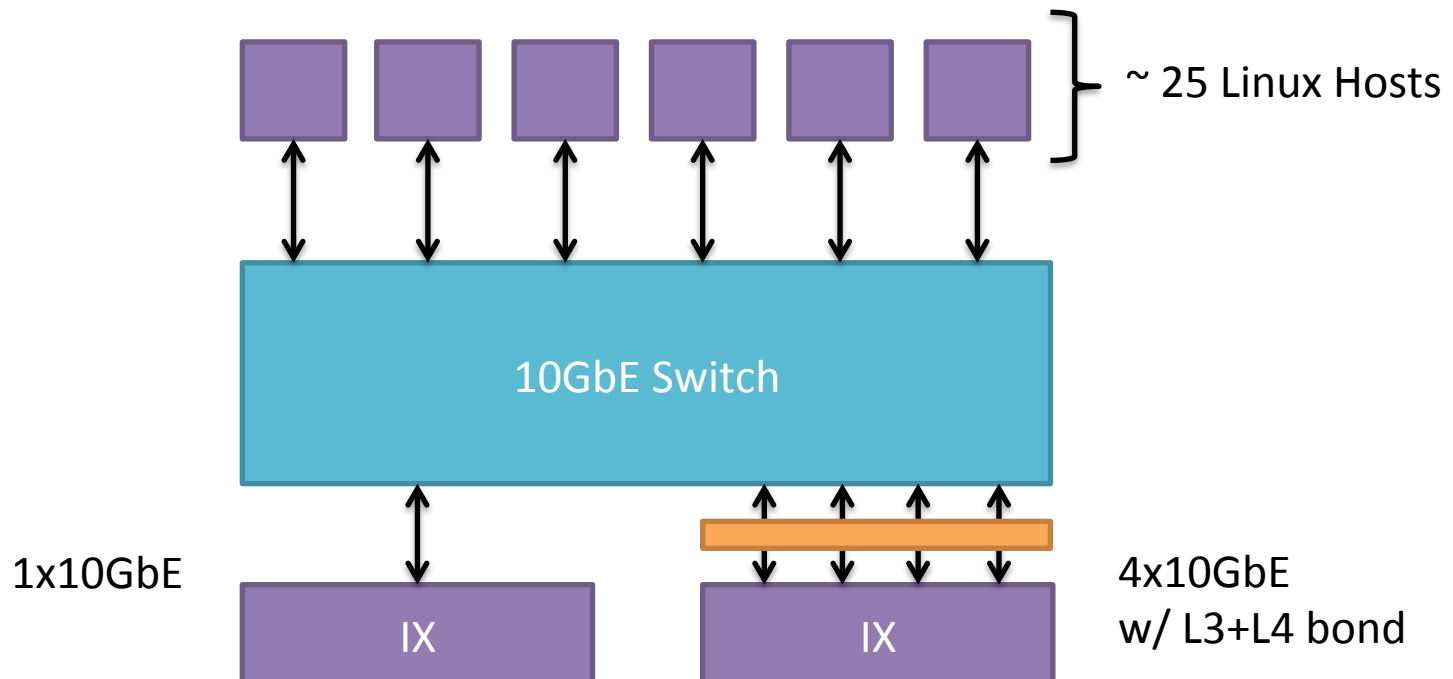 ~ 25 Linux Hosts
10GbE Switch
1x10GbE
IX
IX
4x10GbE
w/ L3+L4 bond